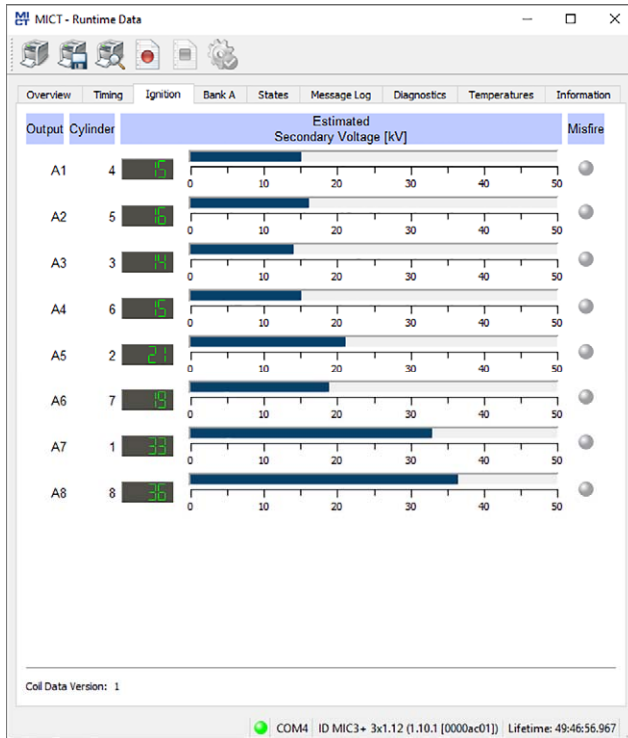 MICT MICT - Runtime Data
Overview Timing Ignition Bank A States Message Log Diagnostics Temperatures Information
Output Cylinder Estimated Secondary Voltage [kV] Misfire
A1 4 15
0 10 20 30 40 50
A2 5 16
0 10 20 30 40 50
A3 3 14
0 10 20 30 40 50
A4 6 15
0 10 20 30 40 50
A5 2 21
0 10 20 30 40 50
A6 7 19
0 10 20 30 40 50
A7 1 33
0 10 20 30 40 50
A8 8 36
0 10 20 30 40 50
Coil Data Version: 1
COM4 ID MIC3+ 3x1.12 (1.10.1 [0000ac01]) Lifetime: 49:46:56.967